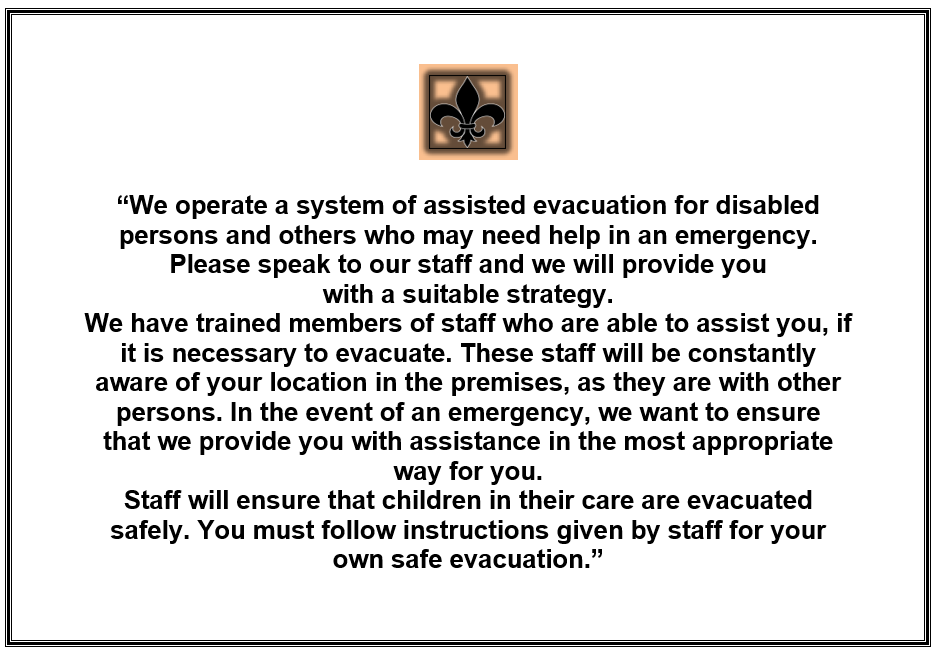 “We operate a system of assisted evacuation for disabled
persons and others who may need help in an emergency.
Please speak to our staff and we will provide you
with a suitable strategy.
We have trained members of staff who are able to assist you, if
it is necessary to evacuate. These staff will be constantly
aware of your location in the premises, as they are with other
persons. In the event of an emergency, we want to ensure
that we provide you with assistance in the most appropriate
way for you.
Staff will ensure that children in their care are evacuated
safely. You must follow instructions given by staff for your
own safe evacuation.”